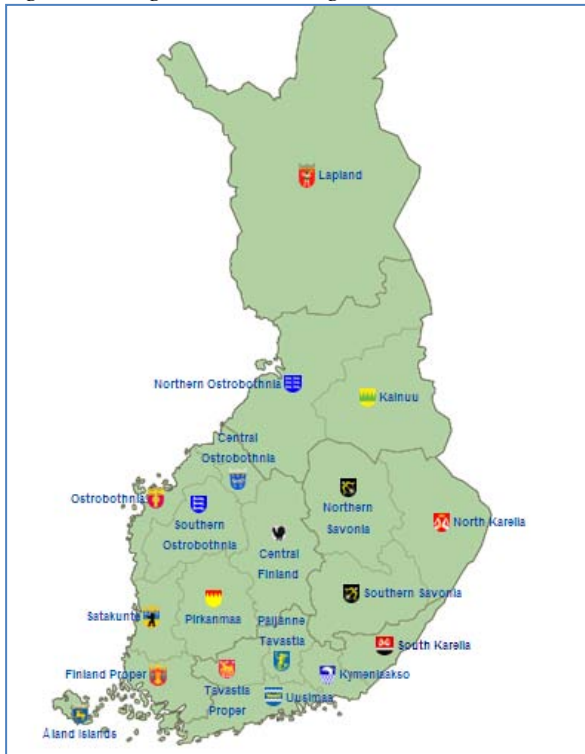 Lapland
Northern Ostrobothnia
Kainuu
Central
Ostrobothnia
Ostrobothnia
Southern
Ostrobothnia
Northern
Savonia
North Karelia
Central
Finland
Satakunta
Pirkanmaa
Southern Savonia
Päijänne
Tavastia
South Karelia
Finland Proper
Tavastia
Proper
Kymenlaakso
Uusimaa
Åland Islands